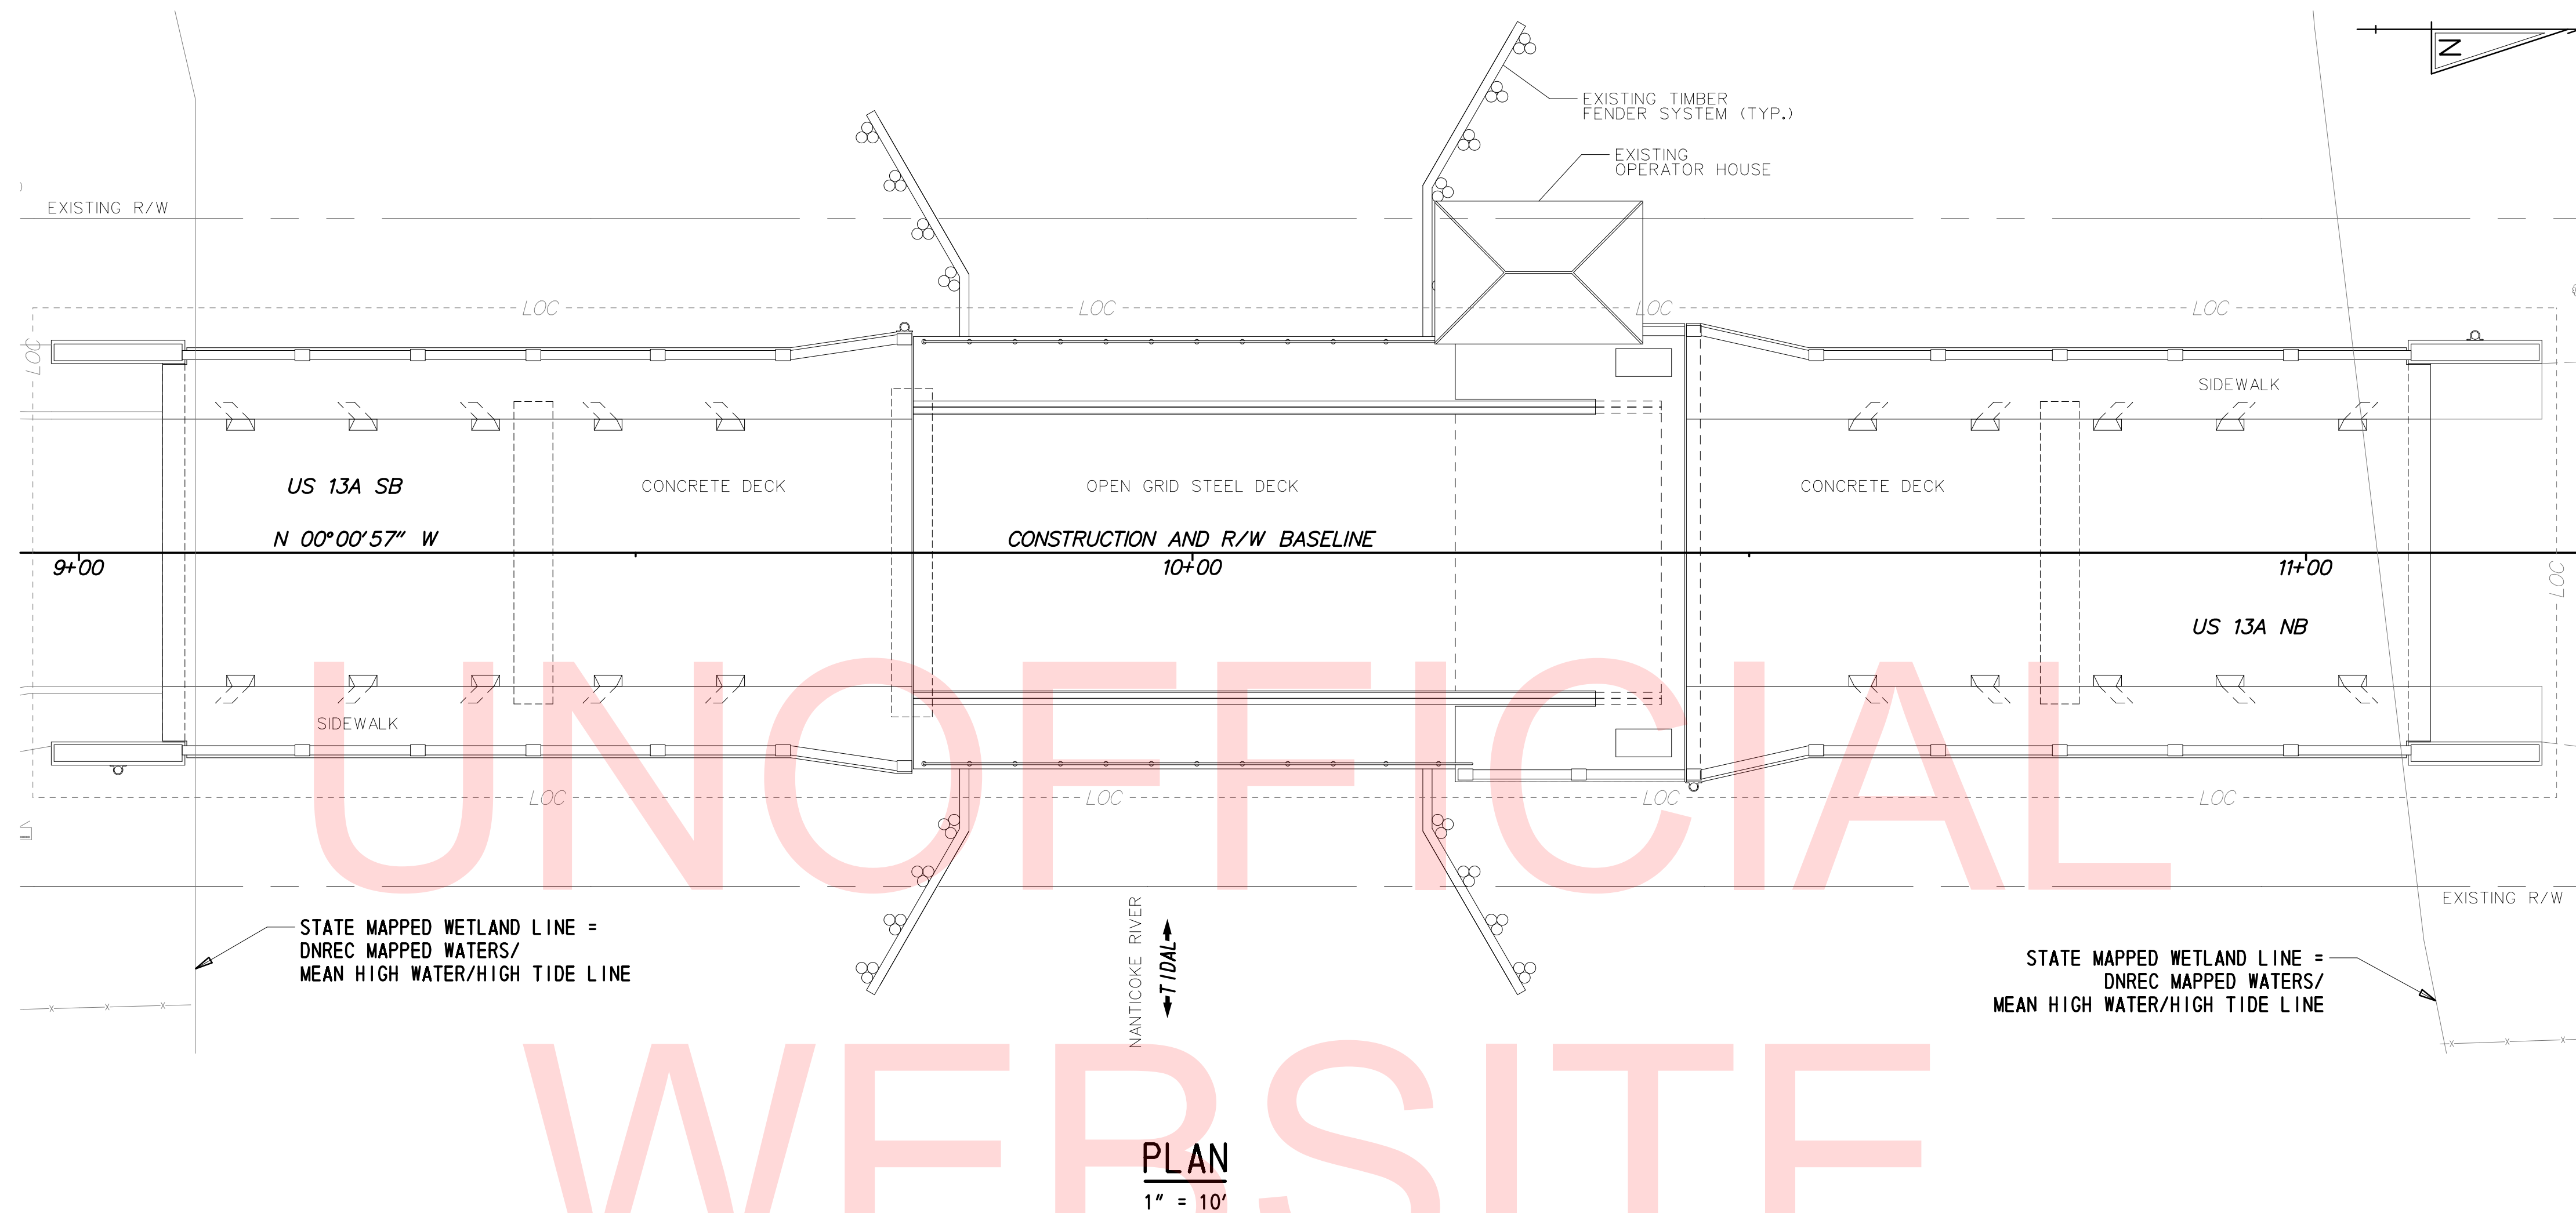 N
EXISTING TIMBER
FENDER SYSTEM (TYP.)
EXISTING
OPERATOR HOUSE
EXISTING R/W
LOC
LOC
LOC
LOC
LOC
SIDEWALK
US 13A SB
CONCRETE DECK
OPEN GRID STEEL DECK
CONCRETE DECK
N 00°00'57" W
CONSTRUCTION AND R/W BASELINE
9+00
10+00
11+00
LOC
US 13A NB
SIDEWALK
LOC
LOC
LOC
LOC
UNOFFICIAL
EXISTING R/W
STATE MAPPED WETLAND LINE =
DNREC MAPPED WATERS/
MEAN HIGH WATER/HIGH TIDE LINE
NANTICOKE RIVER
TIDAL
STATE MAPPED WETLAND LINE =
DNREC MAPPED WATERS/
MEAN HIGH WATER/HIGH TIDE LINE
WEBSITE
PLAN
1" = 10'